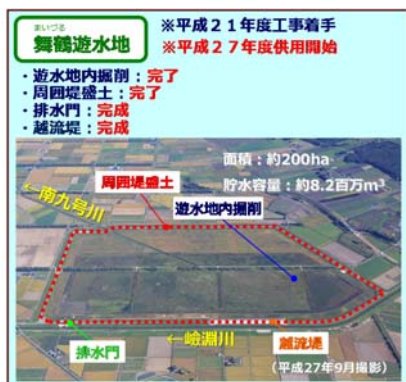 まいづる
舞鶴遊水地
※平成21年度工事着手
※平成27年度供用開始
・遊水地内掘削：完了
・周囲堤盛土：完了
・排水門：完成
・越流堤：完成
面積：約200ha
貯水容量：約8.2百万m³
周囲堤盛土
←南九号川
遊水地内掘削
←嶮淵川
排水門
越流堤
（平成27年9月撮影）